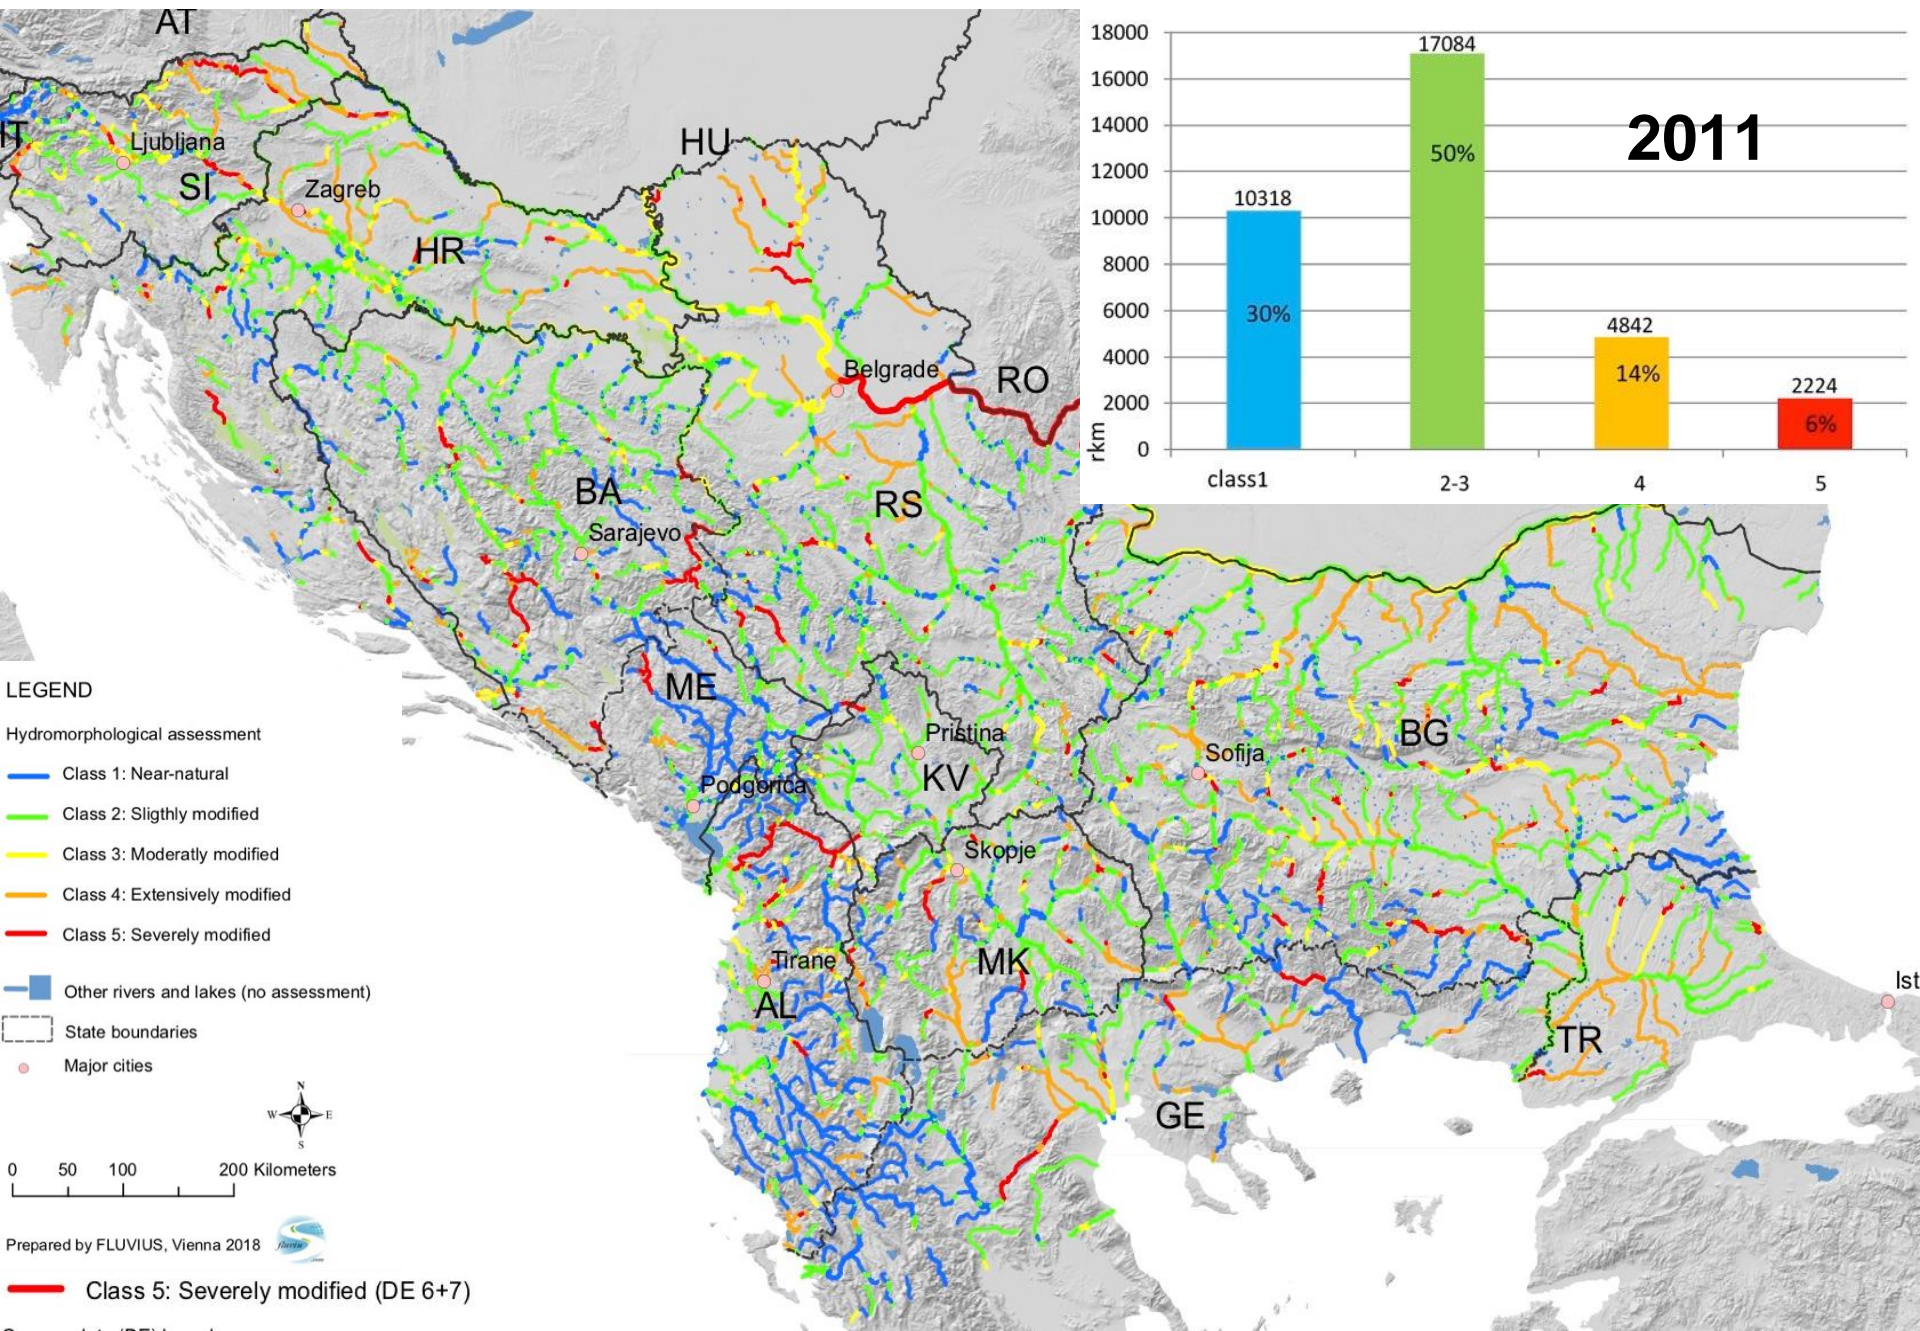 AT
HU
IT
Ljubljana
SI
Zagreb
HR
Belgrade
RO
BA
RS
Sarajevo
ME
Pristina
BG
Sofija
Podgorica
KV
Skopje
Tirane
MK
AL
Ist
TR
GE
18000
17084
16000
14000
2011
12000
50%
10318
10000
8000
6000
30%
4842
4000
14%
2224
2000
6%
0
rkm
class1
2-3
4
5
LEGEND
Hydromorphological assessment
Class 1: Near-natural
Class 2: Sligthly modified
Class 3: Moderatly modified
Class 4: Extensively modified
Class 5: Severely modified
Other rivers and lakes (no assessment)
State boundaries
Major cities
N
W E
S
0 50 100 200 Kilometers
Prepared by FLUVIUS, Vienna 2018
Class 5: Severely modified (DE 6+7)